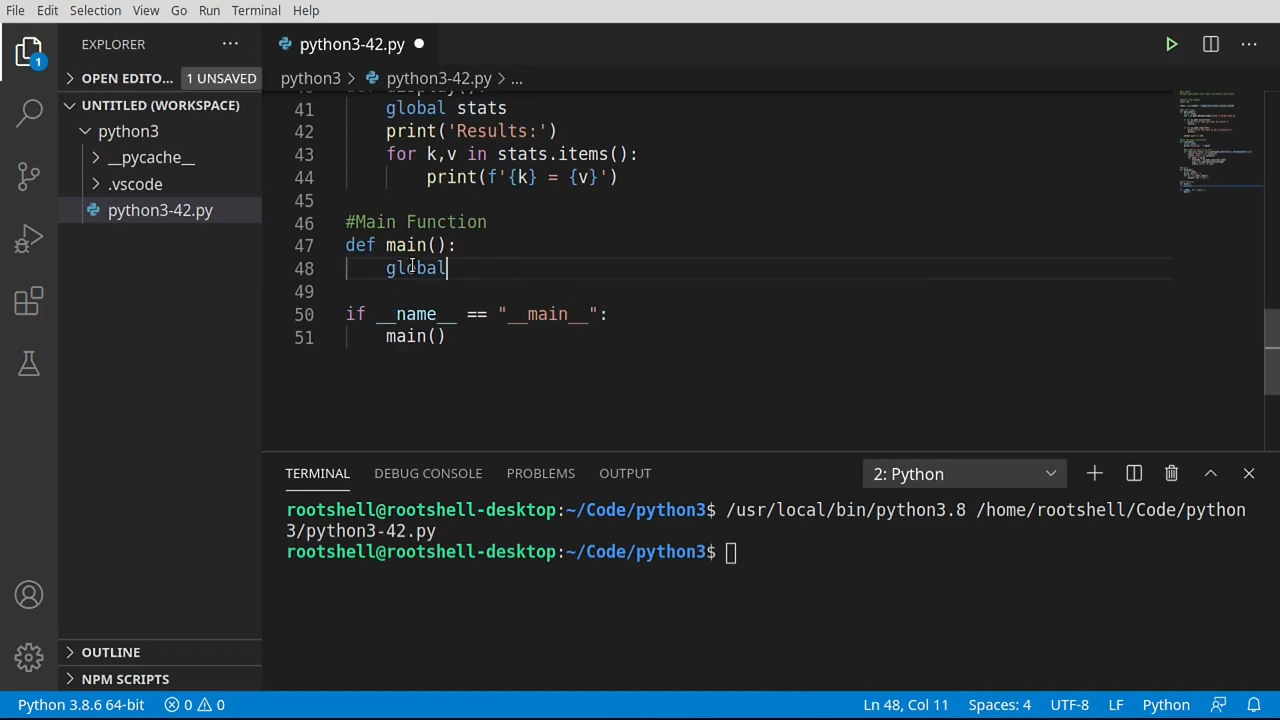 File Edit Selection View Go Run Terminal Help
EXPLORER ···
python3-42.py
1
OPEN EDITO... 1 UNSAVED
python3 > python3-42.py > ...
UNTITLED (WORKSPACE)
python3
__pycache__
.vscode
python3-42.py
41 global stats
42 print('Results:')
43 for k,v in stats.items():
44 print(f'{k} = {v}')
45
46 #Main Function
47 def main():
48 global
49
50 if __name__ == "__main__":
51 main()
TERMINAL DEBUG CONSOLE PROBLEMS OUTPUT 2: Python
rootshell@rootshell-desktop:~/Code/python3$ /usr/local/bin/python3.8 /home/rootshell/Code/python
3/python3-42.py
rootshell@rootshell-desktop:~/Code/python3$
OUTLINE
NPM SCRIPTS
Python 3.8.6 64-bit 0 0 Ln 48, Col 11 Spaces: 4 UTF-8 LF Python